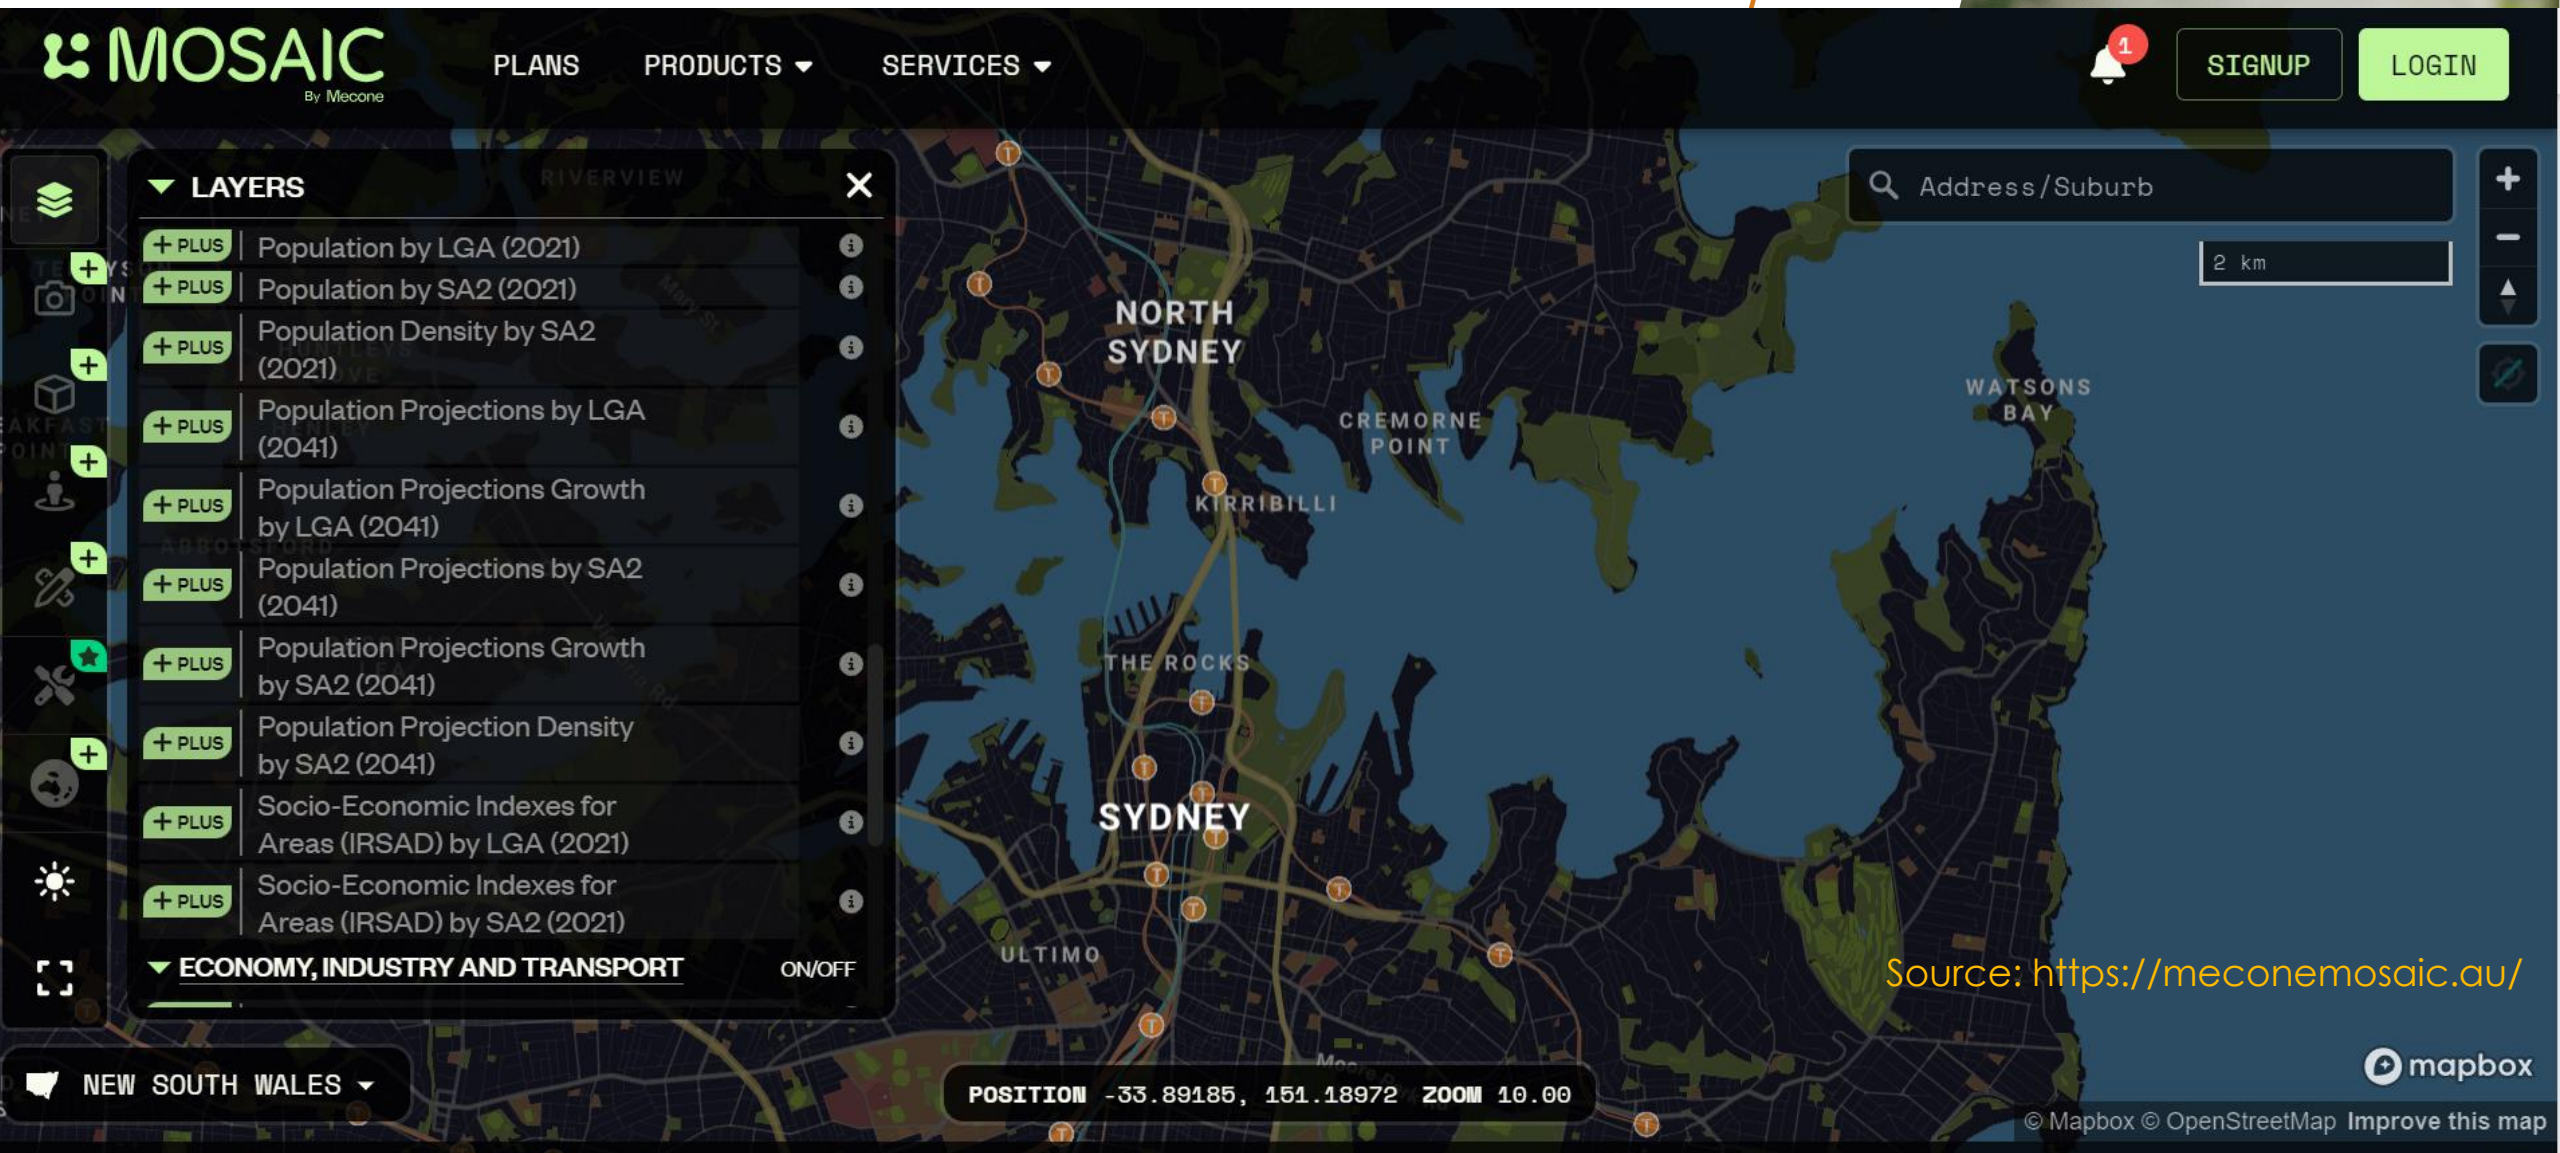 MOSAIC
By Mecone
PLANS
PRODUCTS
SERVICES
1
SIGNUP
LOGIN
LAYERS
RIVERVIEW
Address/Suburb
2 km
+ PLUS Population by LGA (2021)
+ PLUS Population by SA2 (2021)
+ PLUS Population Density by SA2
(2021)
+ PLUS Population Projections by LGA
(2041)
+ PLUS Population Projections Growth
by LGA (2041)
+ PLUS Population Projections by SA2
(2041)
+ PLUS Population Projections Growth
by SA2 (2041)
+ PLUS Population Projection Density
by SA2 (2041)
+ PLUS Socio-Economic Indexes for
Areas (IRSAD) by LGA (2021)
+ PLUS Socio-Economic Indexes for
Areas (IRSAD) by SA2 (2021)
ECONOMY, INDUSTRY AND TRANSPORT
ON/OFF
Mary St
ABBOTSFORD
Victoria Rd
NORTH
SYDNEY
CREMORNE
POINT
WATSONS
BAY
KIRRIBILLI
THE ROCKS
SYDNEY
ULTIMO
Source: https://meconemosaic.au/
NEW SOUTH WALES
POSITION -33.89185, 151.18972 ZOOM 10.00
mapbox
© Mapbox © OpenStreetMap Improve this map